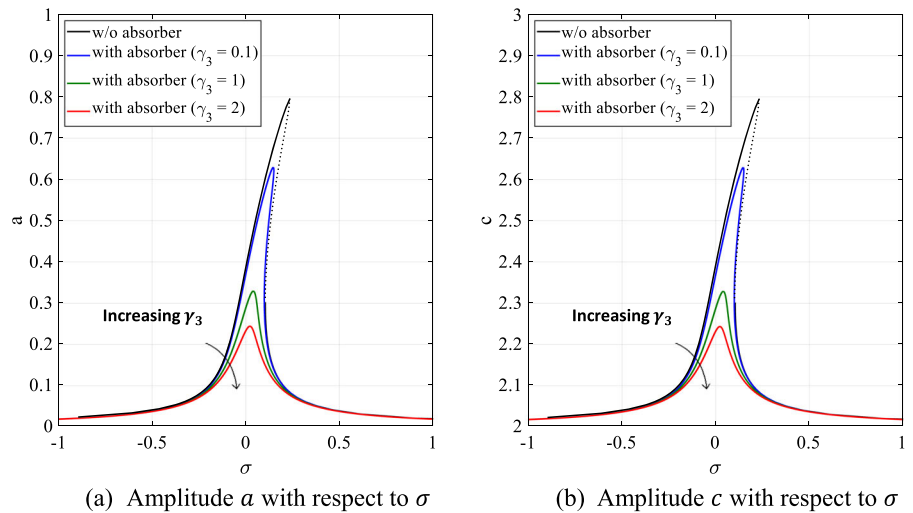 1
0.9
0.8
0.7
0.6
0.5
0.4
0.3
0.2
0.1
0
a
w/o absorber
with absorber (γ3 = 0.1)
with absorber (γ3 = 1)
with absorber (γ3 = 2)
Increasing γ3
-1 -0.5 0 0.5 1
σ
(a) Amplitude a with respect to σ
3
2.9
2.8
2.7
2.6
2.5
2.4
2.3
2.2
2.1
2
c
w/o absorber
with absorber (γ3 = 0.1)
with absorber (γ3 = 1)
with absorber (γ3 = 2)
Increasing γ3
-1 -0.5 0 0.5 1
σ
(b) Amplitude c with respect to σ